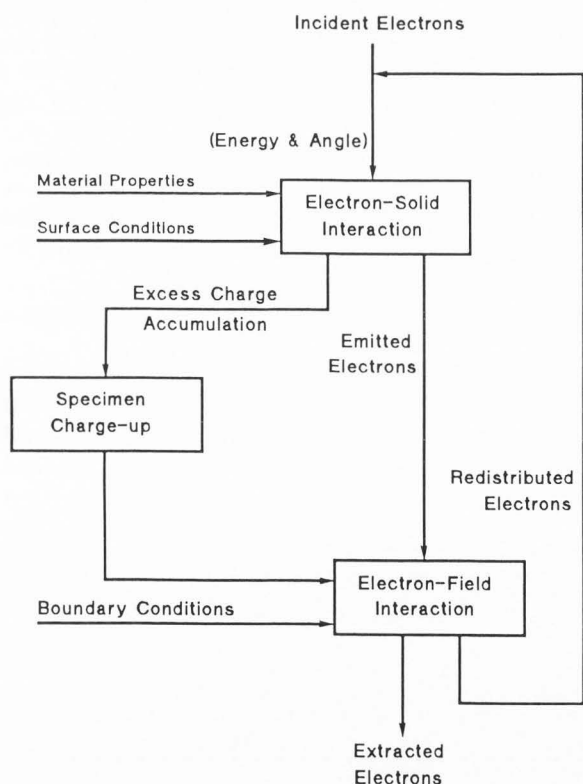 Incident Electrons
(Energy & Angle)
Material Properties
Electron-Solid
Interaction
Surface Conditions
Excess Charge
Accumulation
Emitted
Electrons
Specimen
Charge-up
Redistributed
Electrons
Electron-Field
Interaction
Boundary Conditions
Extracted
Electrons